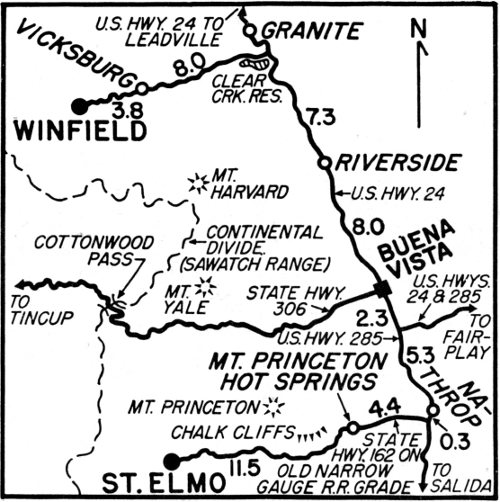 U.S. HWY. 24 TO
LEADVILLE
GRANITE
N
VICKSBURG
8.0
CLEAR
CRK. RES.
3.8
WINFIELD
7.3
RIVERSIDE
MT.
HARVARD
U.S. HWY. 24
8.0
CONTINENTAL
DIVIDE
(SAWATCH RANGE)
COTTONWOOD
PASS
BUENA
VISTA
MT.
YALE
STATE HWY.
306
U.S. HWYS.
24 & 285
TO
TINCUP
2.3
U.S. HWY. 285
TO
FAIR-
PLAY
5.3
MT. PRINCETON
HOT SPRINGS
NA-
THROP
MT. PRINCETON
4.4
CHALK CLIFFS
STATE
HWY. 162 ON
OLD NARROW
GAUGE R.R. GRADE
0.3
ST. ELMO
11.5
TO
SALIDA